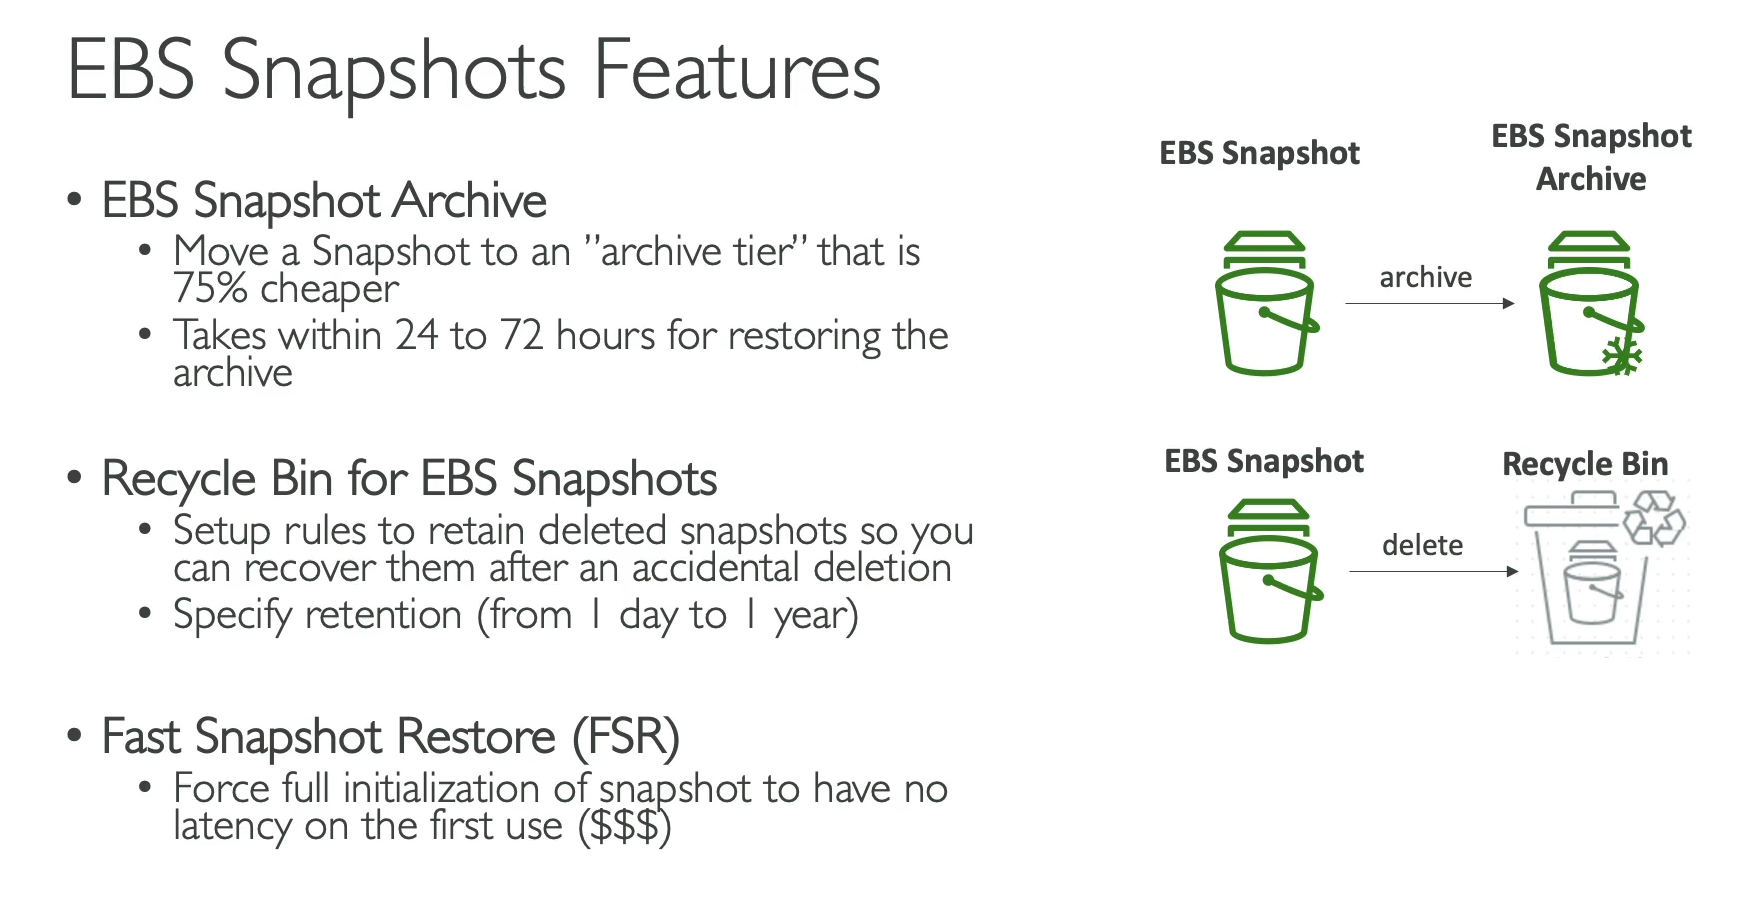 EBS Snapshots Features
• EBS Snapshot Archive
• Move a Snapshot to an ”archive tier” that is
75% cheaper
• Takes within 24 to 72 hours for restoring the
archive
• Recycle Bin for EBS Snapshots
• Setup rules to retain deleted snapshots so you
can recover them after an accidental deletion
• Specify retention (from 1 day to 1 year)
• Fast Snapshot Restore (FSR)
• Force full initialization of snapshot to have no
latency on the first use ($$$)
EBS Snapshot
EBS Snapshot
Archive
archive
EBS Snapshot
Recycle Bin
delete